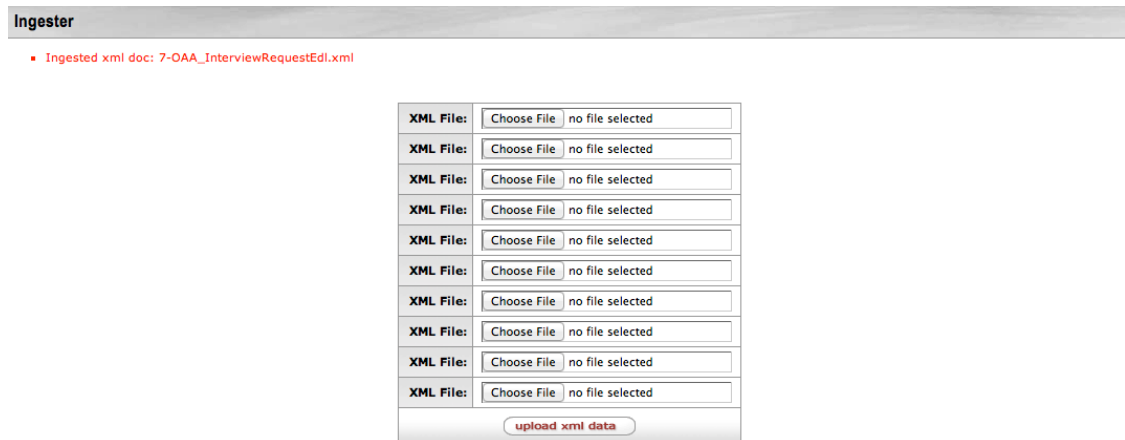 Ingester
Ingested xml doc: 7-OAA_InterviewRequestEdl.xml
XML File: Choose File no file selected
XML File: Choose File no file selected
XML File: Choose File no file selected
XML File: Choose File no file selected
XML File: Choose File no file selected
XML File: Choose File no file selected
XML File: Choose File no file selected
XML File: Choose File no file selected
XML File: Choose File no file selected
XML File: Choose File no file selected
upload xml data